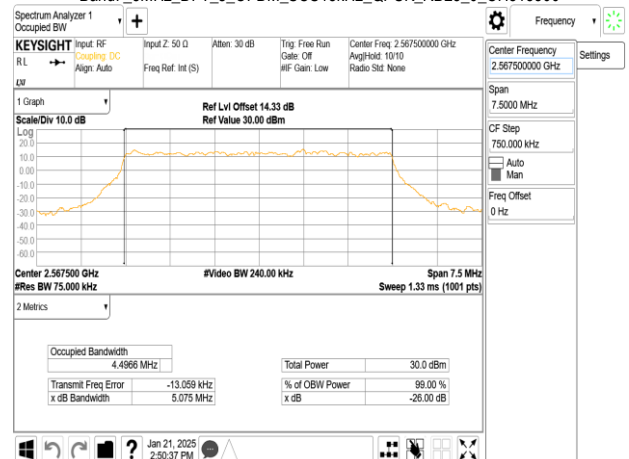 Spectrum Analyzer 1
Occupied BW
Frequency
KEYSIGHT
RL
Input: RF
Coupling: DC
Align: Auto
Input Z: 50 Ω
Freq Ref: Int (S)
Atten: 30 dB
Trig: Free Run
Gate: Off
#IF Gain: Low
Center Freq: 2.567500000 GHz
Avg|Hold: 10/10
Radio Std: None
LXI
Center Frequency
2.567500000 GHz
Settings
Span
7.5000 MHz
CF Step
750.000 kHz
Auto
Man
Freq Offset
0 Hz
1 Graph
Ref Lvl Offset 14.33 dB
Scale/Div 10.0 dB
Ref Value 30.00 dBm
Log
20.0
10.0
0.00
-10.0
-20.0
-30.0
-40.0
-50.0
-60.0
Center 2.567500 GHz
#Video BW 240.00 kHz
Span 7.5 MHz
#Res BW 75.000 kHz
Sweep 1.33 ms (1001 pts)
2 Metrics
Occupied Bandwidth
4.4966 MHz
Total Power 30.0 dBm
Transmit Freq Error -13.059 kHz
% of OBW Power 99.00 %
x dB Bandwidth 5.075 MHz
x dB -26.00 dB
Jan 21, 2025
2:50:37 PM